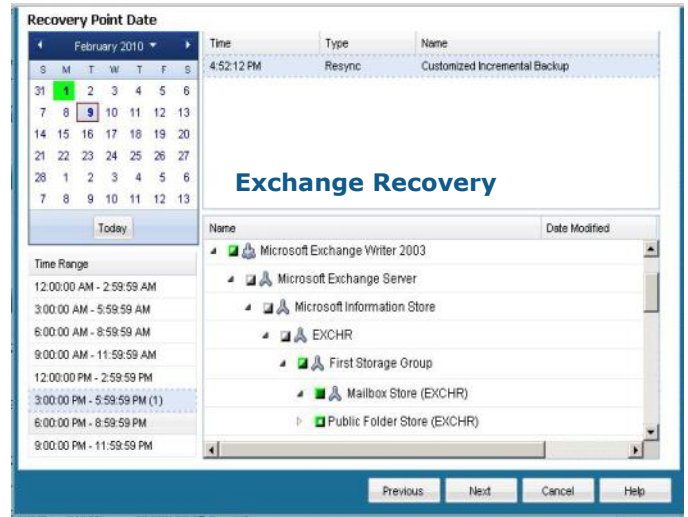 Recovery Point Date
February 2010
S M T W T F S
31 1 2 3 4 5 6
7 8 9 10 11 12 13
14 15 16 17 18 19 20
21 22 23 24 25 26 27
28 1 2 3 4 5 6
7 8 9 10 11 12 13
Today
Time Range
12:00:00 AM - 2:59:59 AM
3:00:00 AM - 5:59:59 AM
6:00:00 AM - 8:59:59 AM
9:00:00 AM - 11:59:59 AM
12:00:00 PM - 2:59:59 PM
3:00:00 PM - 5:59:59 PM (1)
6:00:00 PM - 8:59:59 PM
9:00:00 PM - 11:59:59 PM
Time Type Name
4:52:12 PM Resync Customized Incremental Backup
Exchange Recovery
Name Date Modified
Microsoft Exchange Writer 2003
Microsoft Exchange Server
Microsoft Information Store
EXCHR
First Storage Group
Mailbox Store (EXCHR)
Public Folder Store (EXCHR)
Previous Next Cancel Help